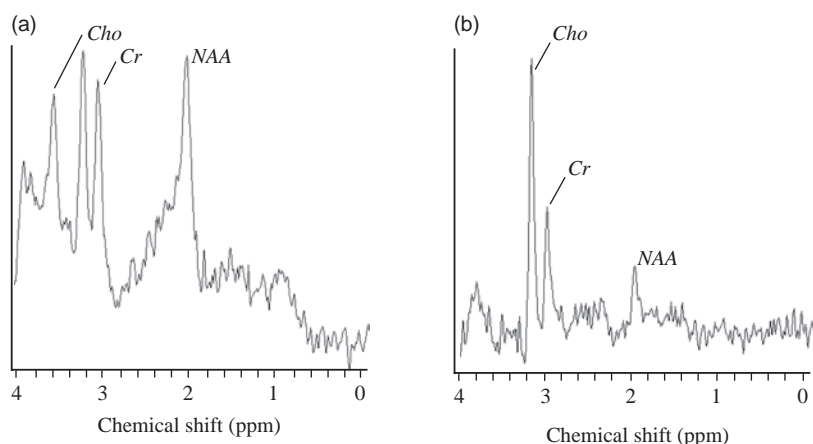 (a)
Cho
Cr
NAA
4 3 2 1 0
Chemical shift (ppm)
(b)
Cho
Cr
NAA
4 3 2 1 0
Chemical shift (ppm)